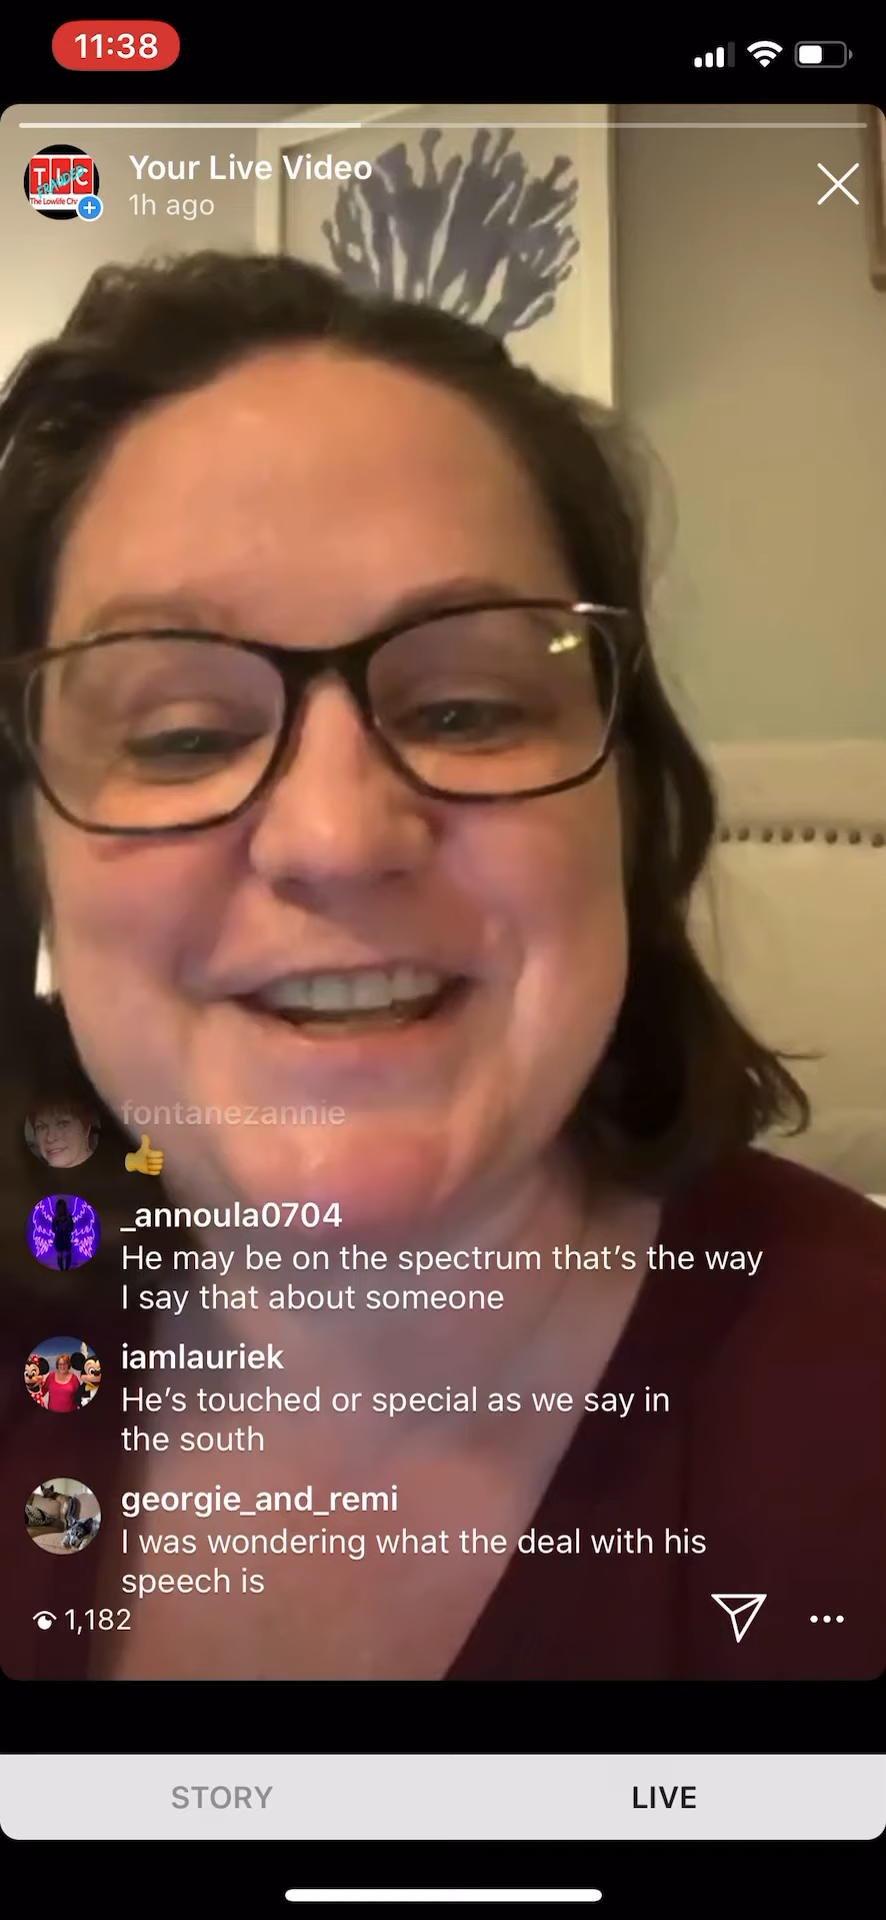 11:38
TLC
FRAUDED
Your Live Video
1h ago
fontanezannie
👍
_annoula0704
He may be on the spectrum that's the way
I say that about someone
iamlauriek
He's touched or special as we say in
the south
georgie_and_remi
I was wondering what the deal with his
speech is
1,182
STORY
LIVE